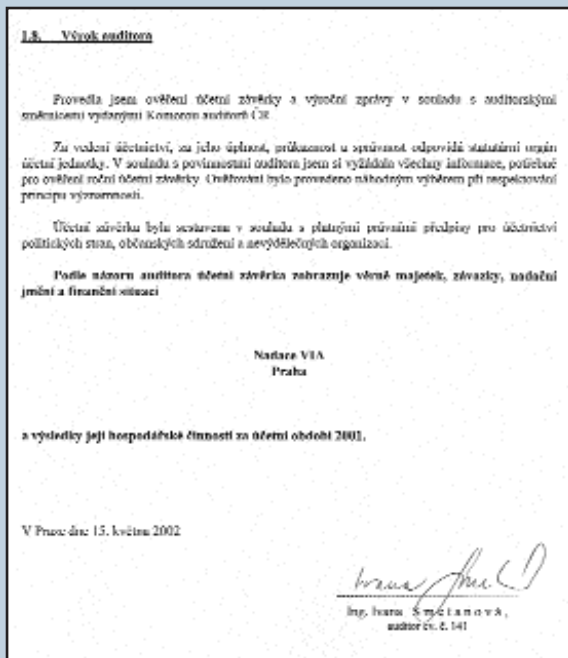 1.8. Výrok auditora
Provedla jsem ověření účetní závěrky a výroční zprávy v souladu s auditorskými
směrnicemi vydanými Komorou auditorů ČR
Za vedení účetnictví, za jeho úplnost, průkaznost a správnost odpovídá statutární orgán
účetní jednotky. V souladu s povinnostmi auditora jsem si vyžádala všechny informace, potřebné
pro ověření roční účetní závěrky. Ověřování bylo provedeno náhodným výběrem při respektování
principu významnosti.
Účetní závěrka byla sestavena v souladu s platnými právními předpisy pro účetnictví
politických stran, občanských sdružení a nevýdělečných organizací.
Podle názoru auditora účetní závěrka zobrazuje věrně majetek, závazky, nadační
jmění a finanční situaci
Nadace VIA
Praha
a výsledky její hospodářské činnosti za účetní období 2001.
V Praze dne 15. května 2002
Ing. Ivana Smetanová,
auditor čv. č. 141